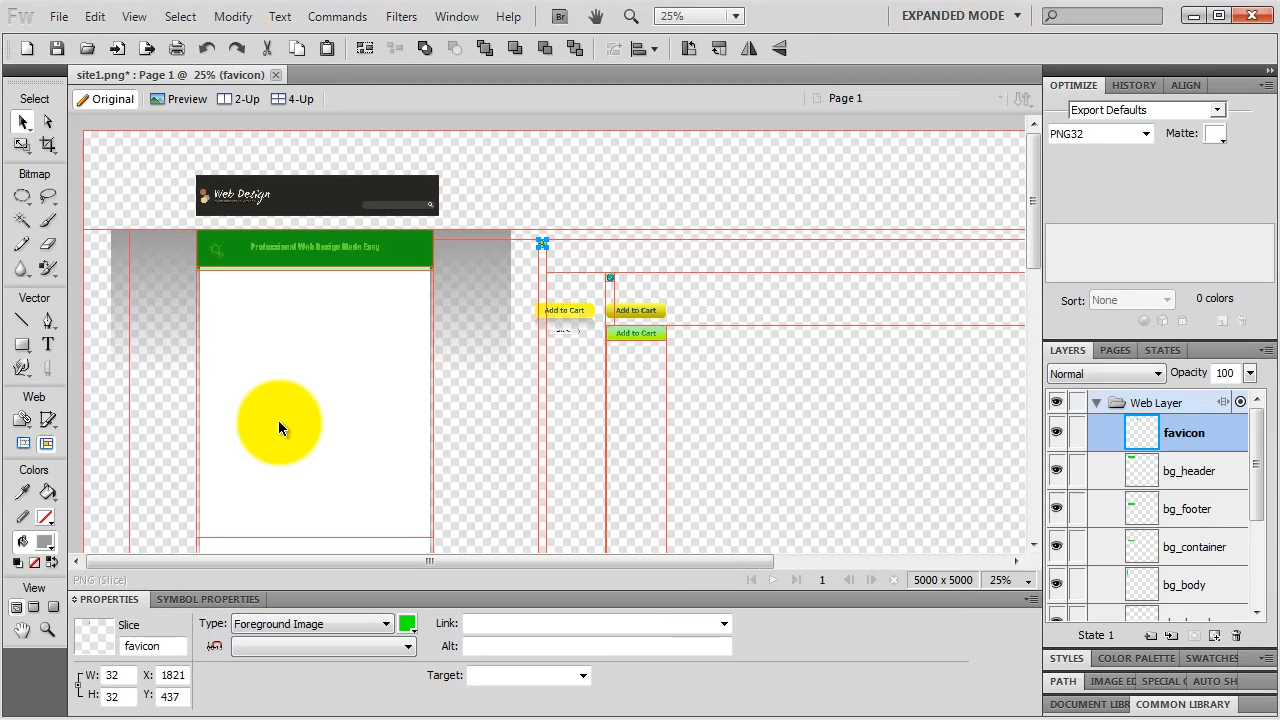 Fw File Edit View Select Modify Text Commands Filters Window Help Br 25% EXPANDED MODE
site1.png* : Page 1 @ 25% (favicon)
Original Preview 2-Up 4-Up Page 1
Select
Bitmap
Vector
Web
Colors
View
Web Design
Professional Web Design Made Easy
Add to Cart Add to Cart
Add to Cart
PNG (Slice) 1 5000 x 5000 25%
PROPERTIES SYMBOL PROPERTIES
Slice Type: Foreground Image Link:
favicon Alt:
W: 32 X: 1821 Target:
H: 32 Y: 437
OPTIMIZE HISTORY ALIGN
Export Defaults
PNG32 Matte:
Sort: None 0 colors
LAYERS PAGES STATES
Normal Opacity 100
Web Layer
favicon
bg_header
bg_footer
bg_container
bg_body
State 1
STYLES COLOR PALETTE SWATCHES
PATH IMAGE ED SPECIAL C AUTO SH
DOCUMENT LIBR COMMON LIBRARY